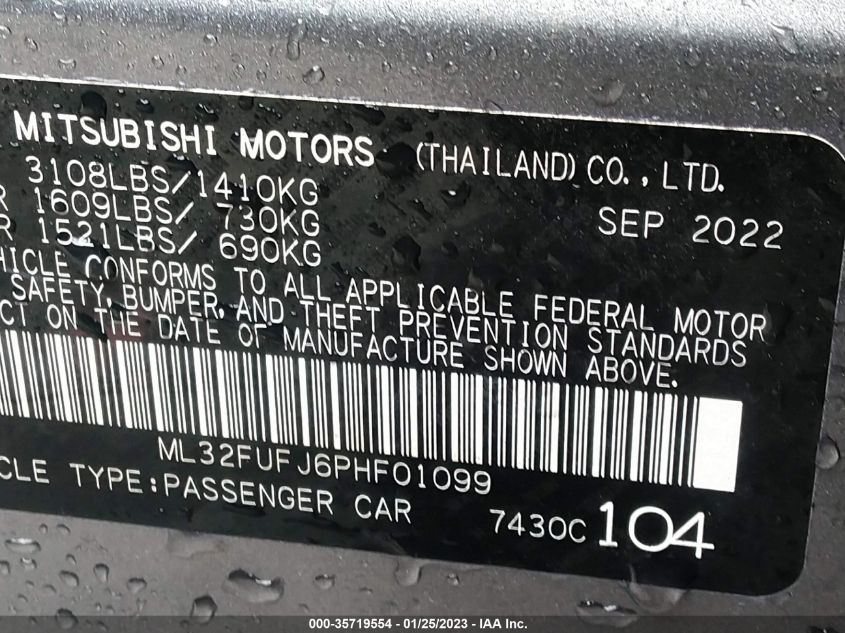 MITSUBISHI MOTORS (THAILAND) CO., LTD.
3108LBS/1410KG
R 1609LBS/ 730KG SEP 2022
R 1521LBS/ 690KG
HICLE CONFORMS TO ALL APPLICABLE FEDERAL MOTOR
SAFETY, BUMPER, AND THEFT PREVENTION STANDARDS
CT ON THE DATE OF MANUFACTURE SHOWN ABOVE.
ML32FUFJ6PHF01099
CLE TYPE:PASSENGER CAR 7430C 104
000-35719554 - 01/25/2023 - IAA Inc.